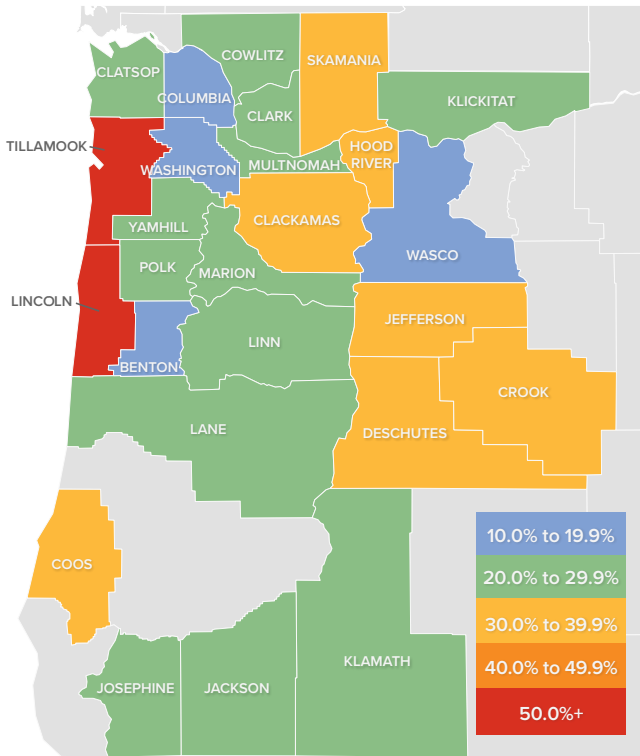 COWLITZ
SKAMANIA
CLATSOP
COLUMBIA
CLARK
KLICKITAT
TILLAMOOK
WASHINGTON
MULTNOMAH
HOOD
RIVER
YAMHILL
CLACKAMAS
POLK
MARION
WASCO
LINCOLN
JEFFERSON
LINN
BENTON
CROOK
LANE
DESCHUTES
COOS
10.0% to 19.9%
20.0% to 29.9%
30.0% to 39.9%
40.0% to 49.9%
50.0%+
KLAMATH
JOSEPHINE
JACKSON